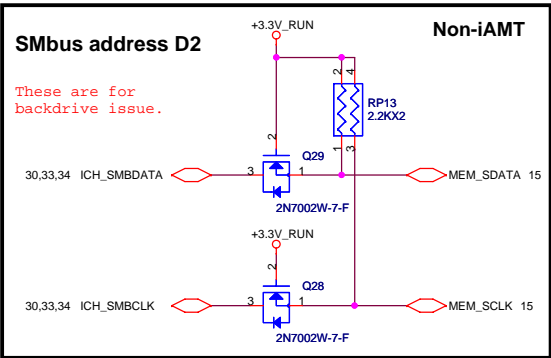 +3.3V_RUN
Non-iAMT
SMbus address D2
These are for
backdrive issue.
2 4
RP13
2.2KX2
1 3
2
Q29
30,33,34 ICH_SMBDATA 3 1 MEM_SDATA 15
2N7002W-7-F
+3.3V_RUN
2
Q28
30,33,34 ICH_SMBCLK 3 1 MEM_SCLK 15
2N7002W-7-F